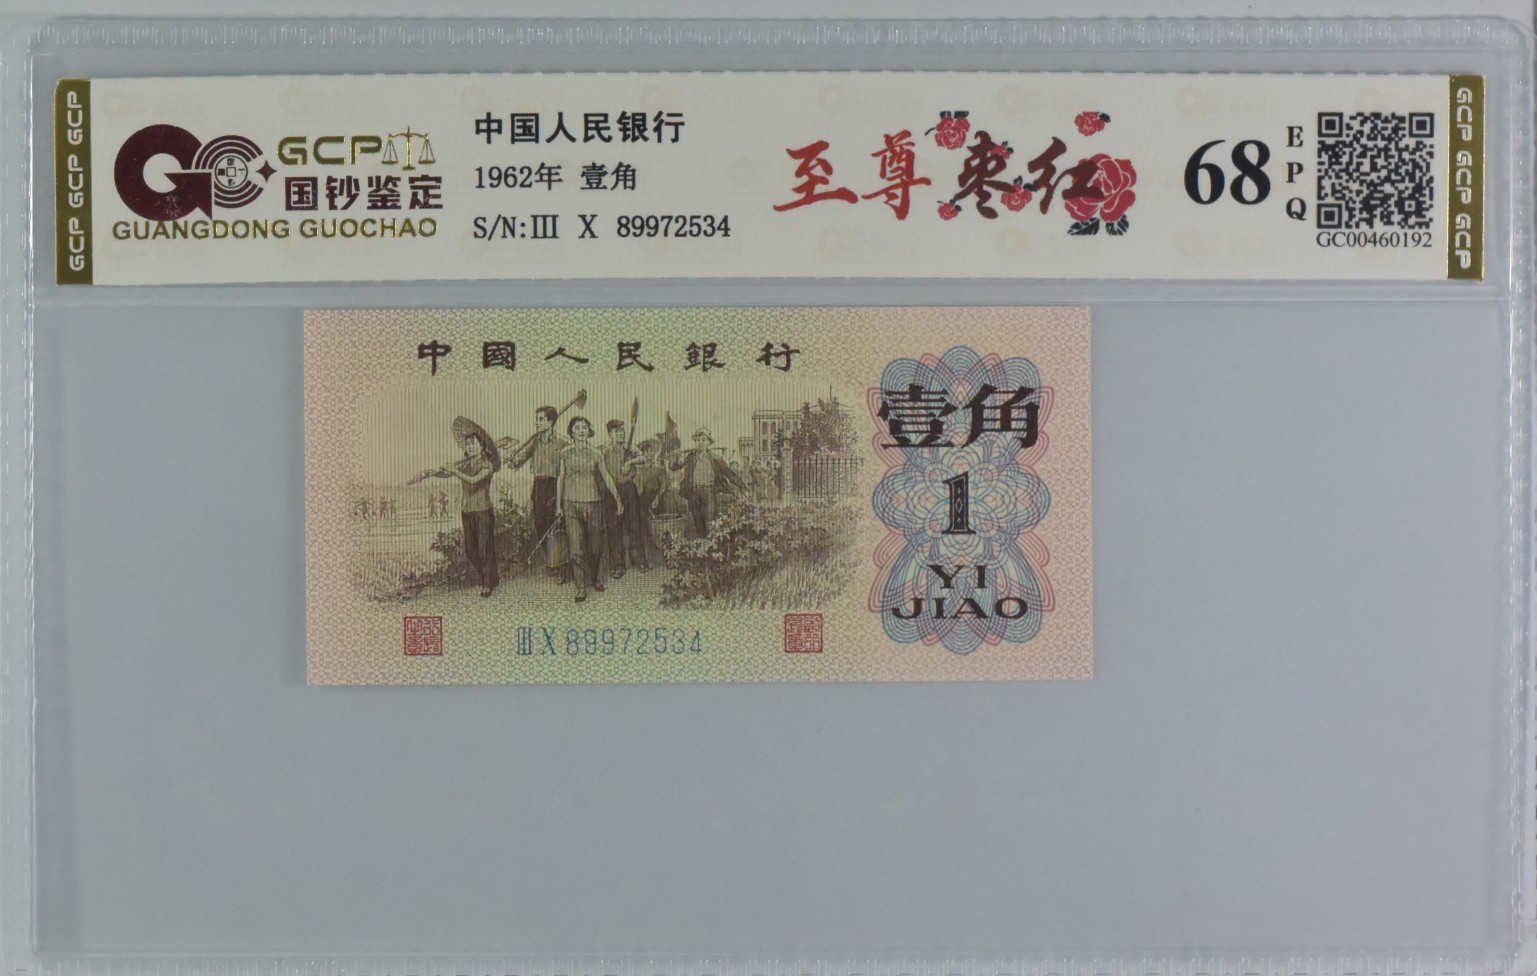 GCP GCP GCP
GCP
国钞鉴定
GUANGDONG GUOCHAO
中国人民银行
1962年 壹角
S/N:III X 89972534
至尊枣红
68
EPQ
GC00460192
GCP GCP GCP
中國人民銀行
壹角
1
YI
JIAO
III X 89972534